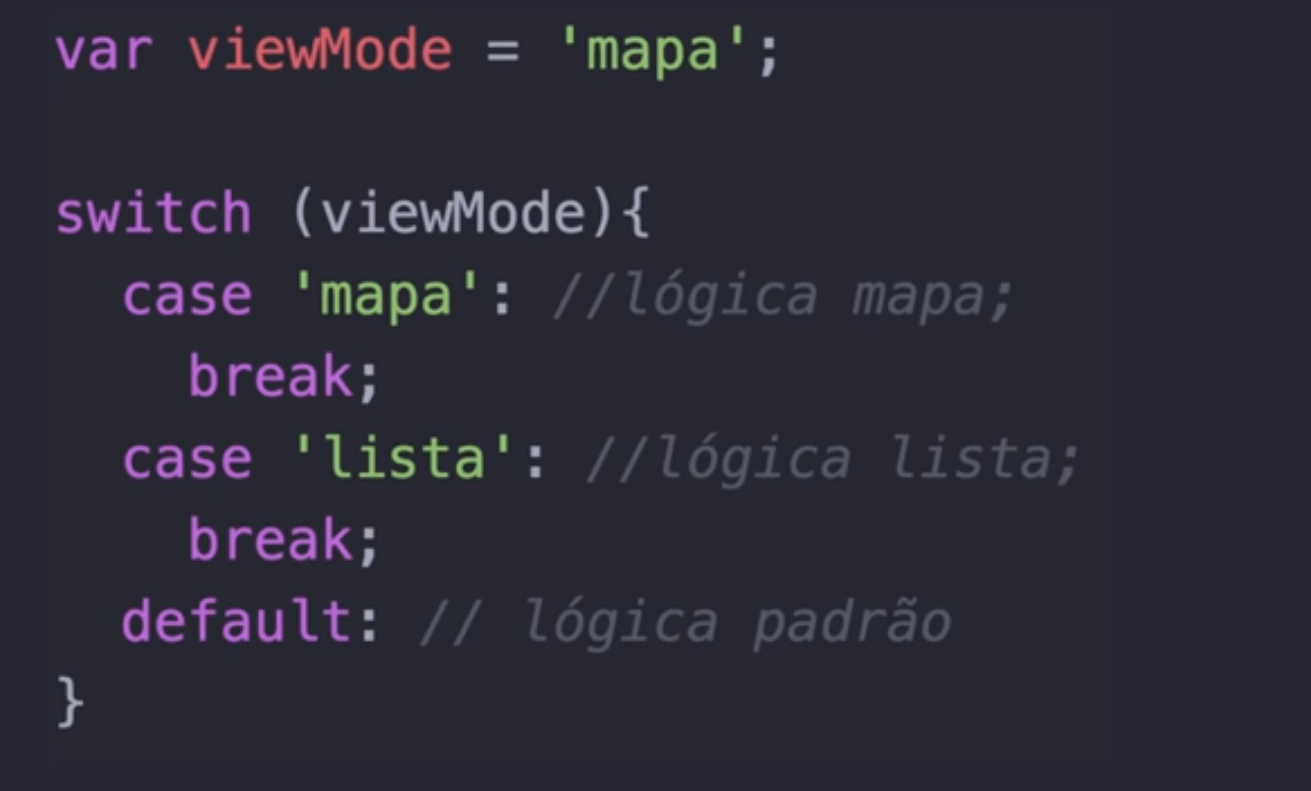 var viewMode = 'mapa';
switch (viewMode){
case 'mapa': //lógica mapa;
break;
case 'lista': //lógica lista;
break;
default: // lógica padrão
}